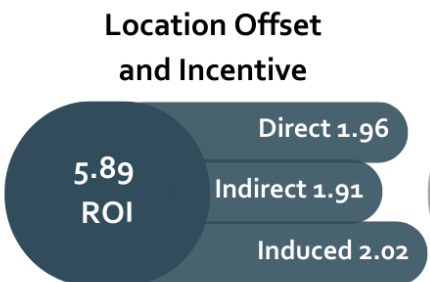 Location Offset
and Incentive
5.89
ROI
Direct 1.96
Indirect 1.91
Induced 2.02